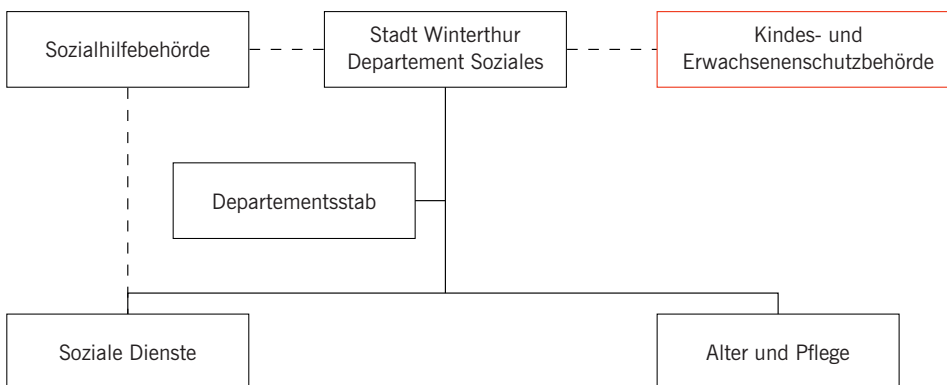 Sozialhilfebehörde
Stadt Winterthur
Departement Soziales
Kindes- und
Erwachsenenschutzbehörde
Departementsstab
Soziale Dienste
Alter und Pflege